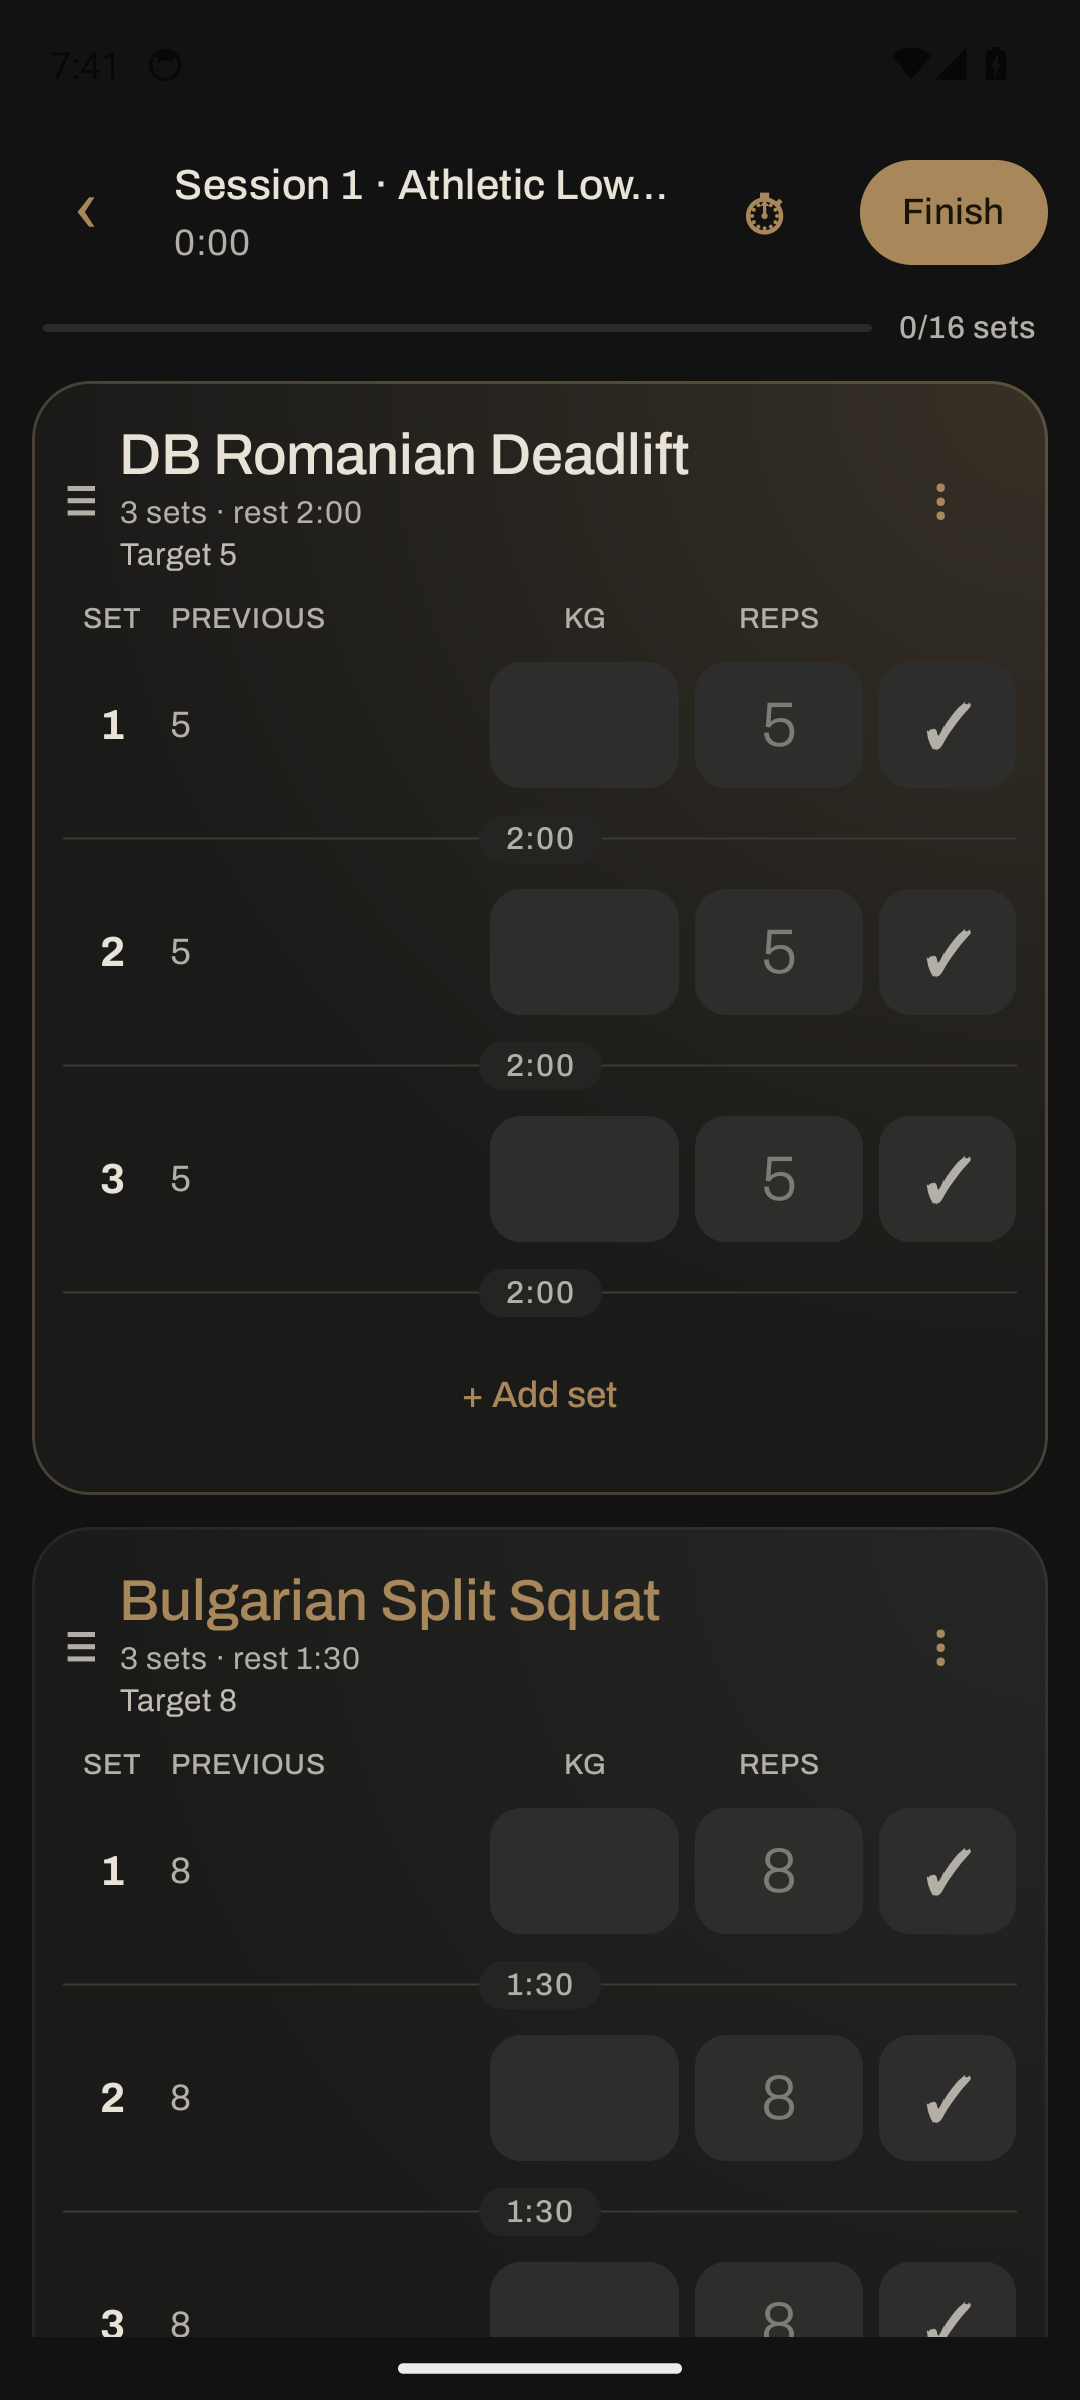 7:41
Session 1 · Athletic Low...
0:00
Finish
0/16 sets
DB Romanian Deadlift
3 sets · rest 2:00
Target 5
SET PREVIOUS KG REPS
1 5 5 ✓
2:00
2 5 5 ✓
2:00
3 5 5 ✓
2:00
+ Add set
Bulgarian Split Squat
3 sets · rest 1:30
Target 8
SET PREVIOUS KG REPS
1 8 8 ✓
1:30
2 8 8 ✓
1:30
3 8 8 ✓